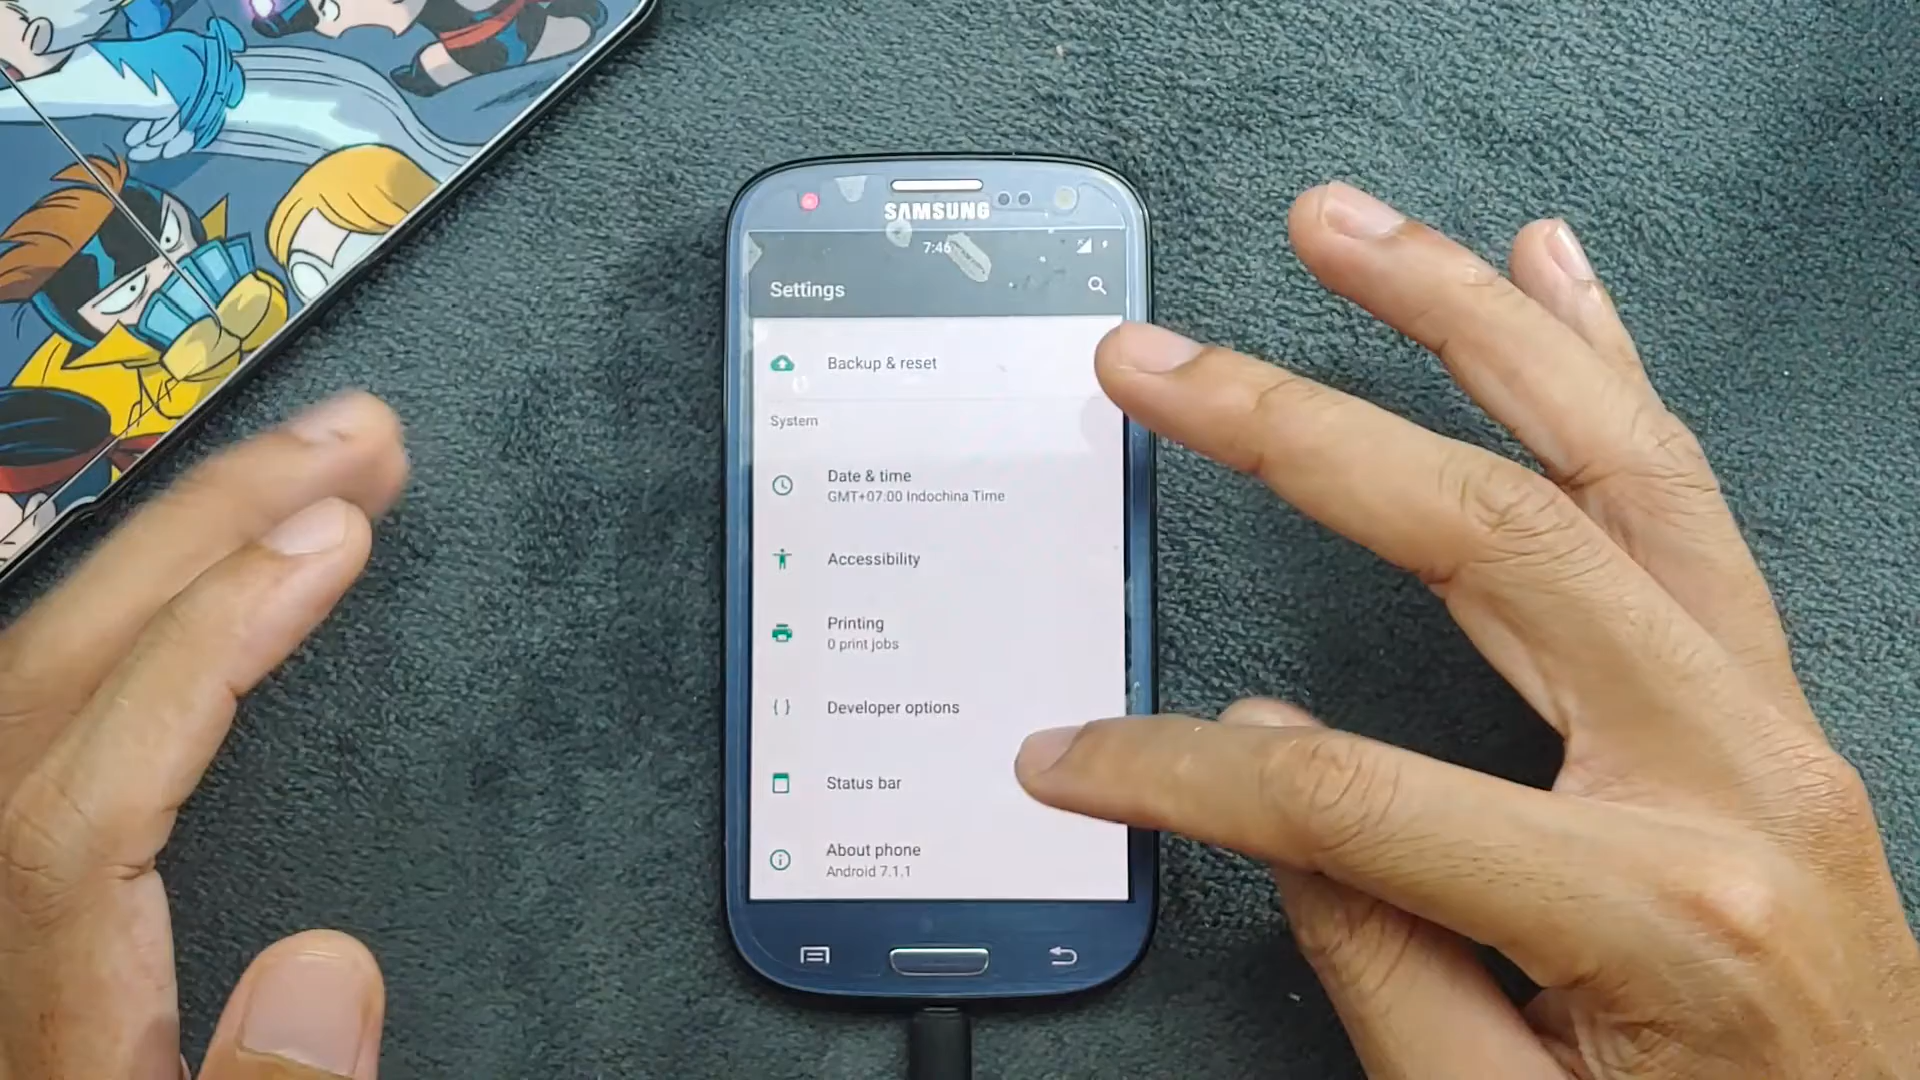 SAMSUNG
7:46
Settings
Backup & reset
System
Date & time
GMT+07:00 Indochina Time
Accessibility
Printing
0 print jobs
Developer options
Status bar
About phone
Android 7.1.1